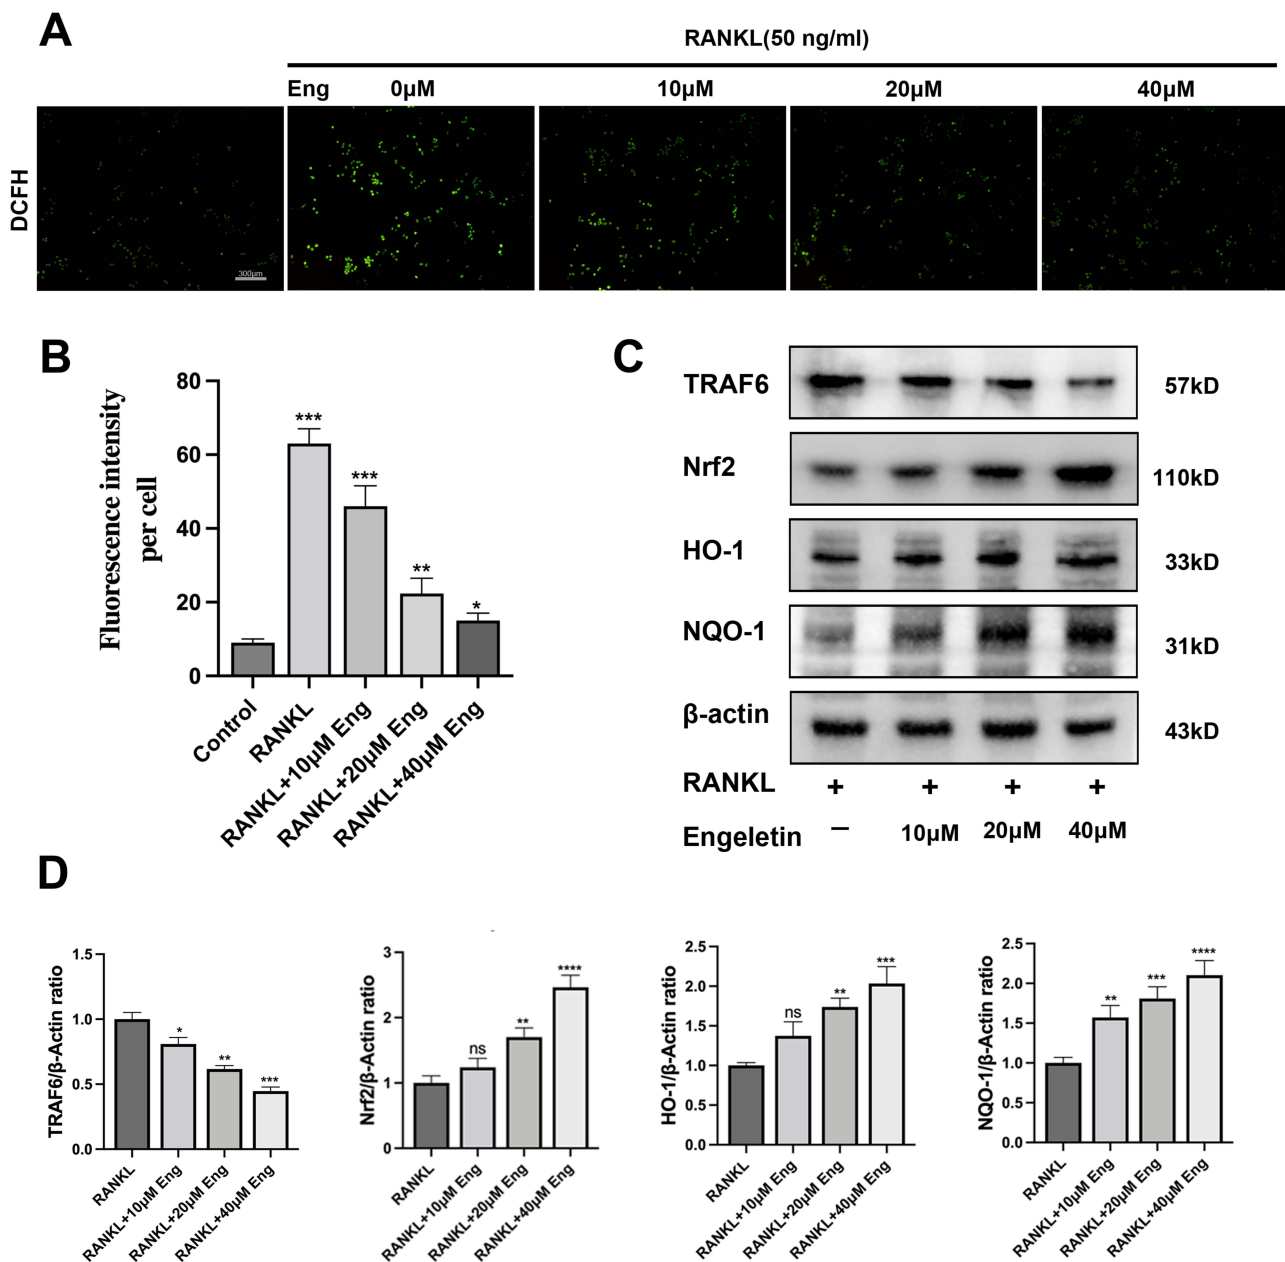 A
RANKL(50 ng/ml)
Eng 0μM 10μM 20μM 40μM
DCFH
300μm
B
Fluorescence intensity
per cell
80
60
40
20
0
***
***
**
*
Control
RANKL
RANKL+10μM Eng
RANKL+20μM Eng
RANKL+40μM Eng
C
TRAF6 57kD
Nrf2 110kD
HO-1 33kD
NQO-1 31kD
β-actin 43kD
RANKL + + + +
Engeletin − 10μM 20μM 40μM
D
TRAF6/β-Actin ratio
1.5
1.0
0.5
0.0
*
**
***
RANKL
RANKL+10μM Eng
RANKL+20μM Eng
RANKL+40μM Eng
Nrf2/β-Actin ratio
3
2
1
0
ns
**
****
RANKL
RANKL+10μM Eng
RANKL+20μM Eng
RANKL+40μM Eng
HO-1/β-Actin ratio
2.5
2.0
1.5
1.0
0.5
0.0
ns
**
***
RANKL
RANKL+10μM Eng
RANKL+20μM Eng
RANKL+40μM Eng
NQO-1/β-Actin ratio
2.5
2.0
1.5
1.0
0.5
0.0
**
***
****
RANKL
RANKL+10μM Eng
RANKL+20μM Eng
RANKL+40μM Eng